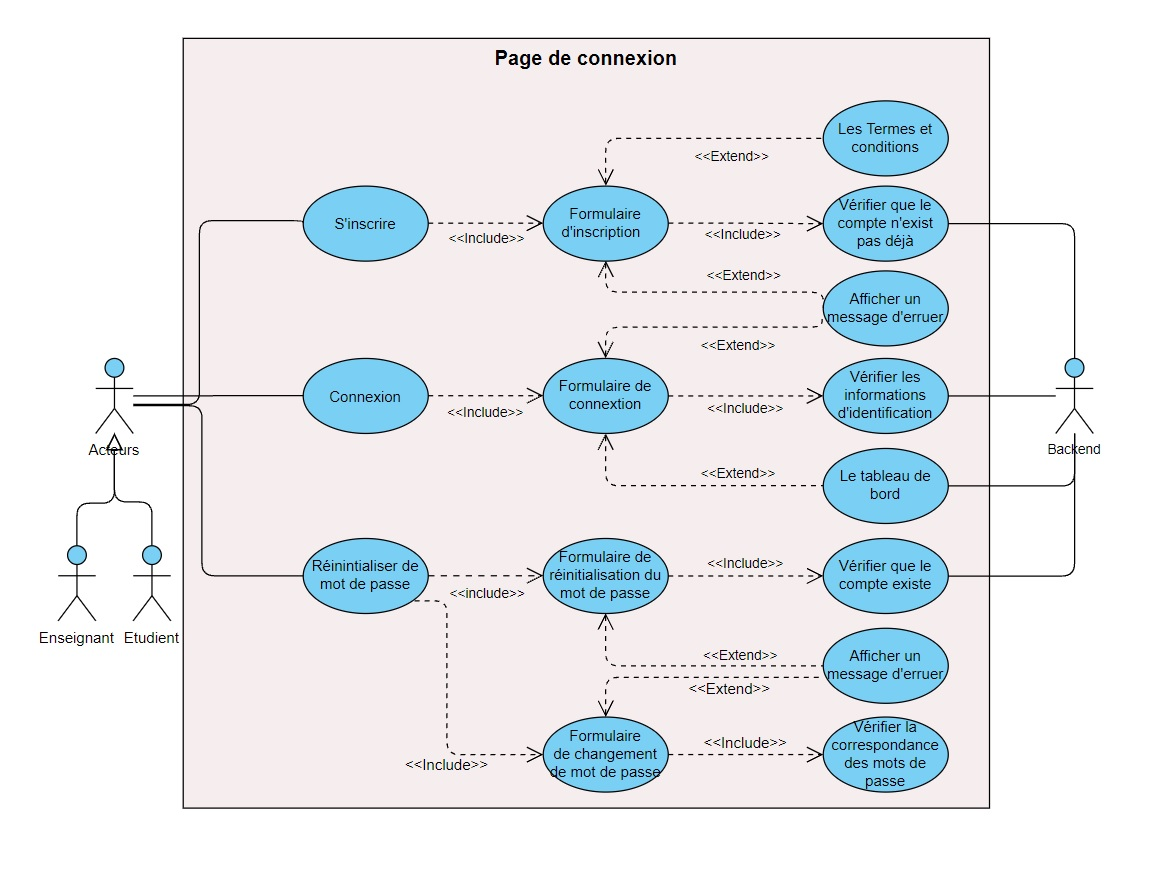 Page de connexion
Les Termes et
conditions
<<Extend>>
S'inscrire
<<Include>>
Formulaire
d'inscription
<<Include>>
Vérifier que le
compte n'exist
pas déjà
<<Extend>>
Afficher un
message d'erruer
<<Extend>>
Acteurs
Connexion
<<Include>>
Formulaire de
connextion
<<Include>>
Vérifier les
informations
d'identification
Backend
<<Extend>>
Le tableau de
bord
Enseignant
Etudient
Réinintialiser de
mot de passe
<<include>>
Formulaire de
réinitialisation du
mot de passe
<<Include>>
Vérifier que le
compte existe
<<Extend>>
Afficher un
message d'erruer
<<Extend>>
<<Include>>
Formulaire
de changement
de mot de passe
<<Include>>
Vérifier la
correspondance
des mots de
passe